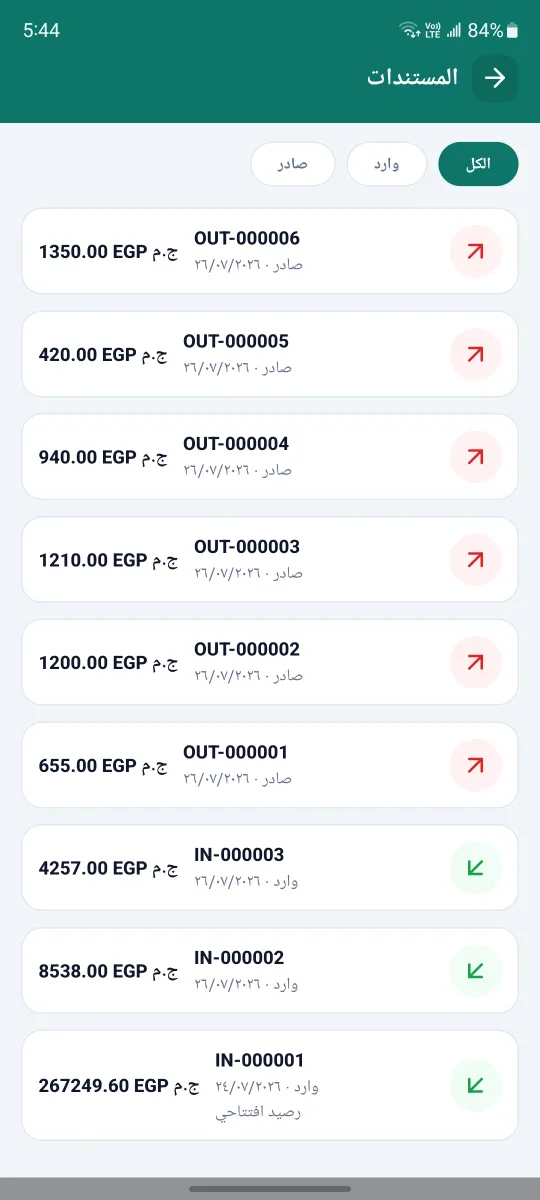 5:44
Vo)) LTE 84%
المستندات
الكل
وارد
صادر
OUT-000006
صادر · ٢٦/٠٧/٢٠٢٦
1350.00 EGP ج.م
OUT-000005
صادر · ٢٦/٠٧/٢٠٢٦
420.00 EGP ج.م
OUT-000004
صادر · ٢٦/٠٧/٢٠٢٦
940.00 EGP ج.م
OUT-000003
صادر · ٢٦/٠٧/٢٠٢٦
1210.00 EGP ج.م
OUT-000002
صادر · ٢٦/٠٧/٢٠٢٦
1200.00 EGP ج.م
OUT-000001
صادر · ٢٦/٠٧/٢٠٢٦
655.00 EGP ج.م
IN-000003
وارد · ٢٦/٠٧/٢٠٢٦
4257.00 EGP ج.م
IN-000002
وارد · ٢٦/٠٧/٢٠٢٦
8538.00 EGP ج.م
IN-000001
وارد · ٢٤/٠٧/٢٠٢٦
رصيد افتتاحي
267249.60 EGP ج.م